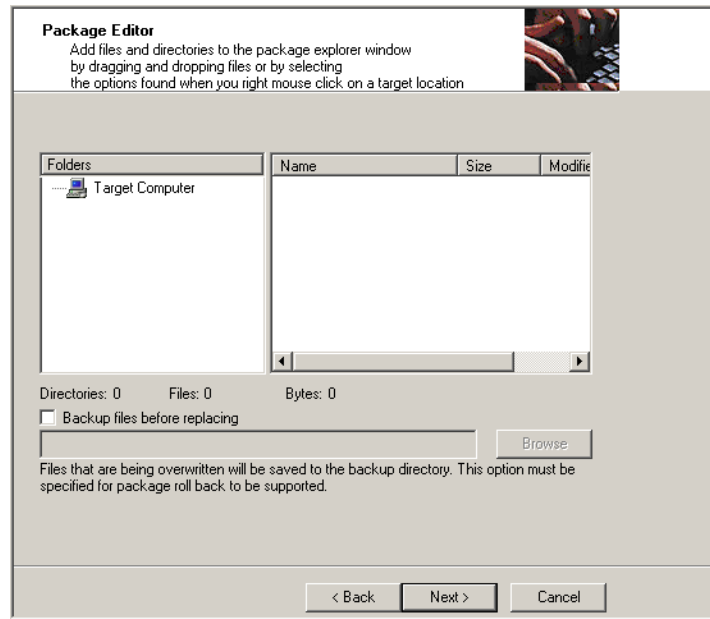 Package Editor
Add files and directories to the package explorer window
by dragging and dropping files or by selecting
the options found when you right mouse click on a target location
Folders
Name Size Modifie
Target Computer
Directories: 0 Files: 0 Bytes: 0
Backup files before replacing
Browse
Files that are being overwritten will be saved to the backup directory. This option must be
specified for package roll back to be supported.
< Back Next > Cancel